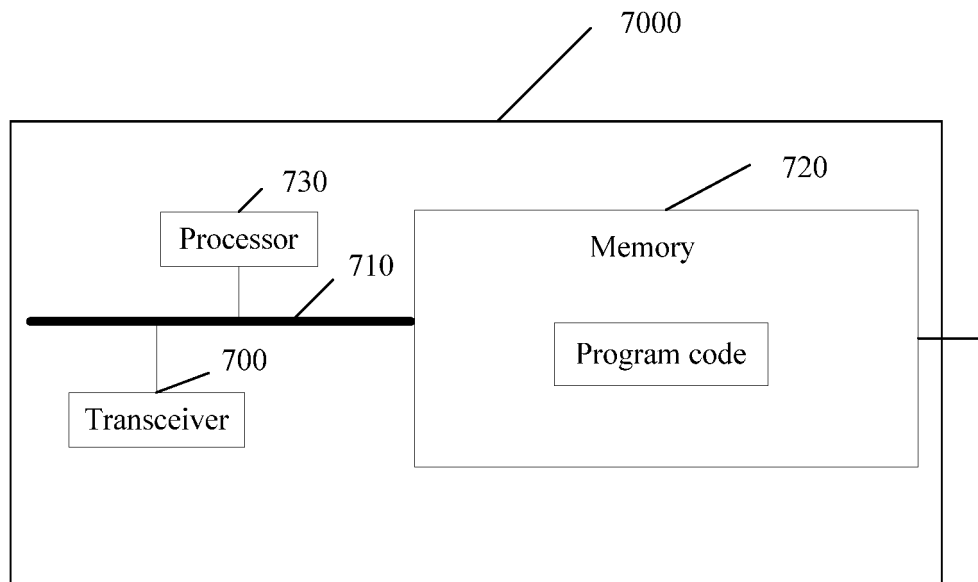 7000
730
720
Processor
Memory
710
Program code
700
Transceiver